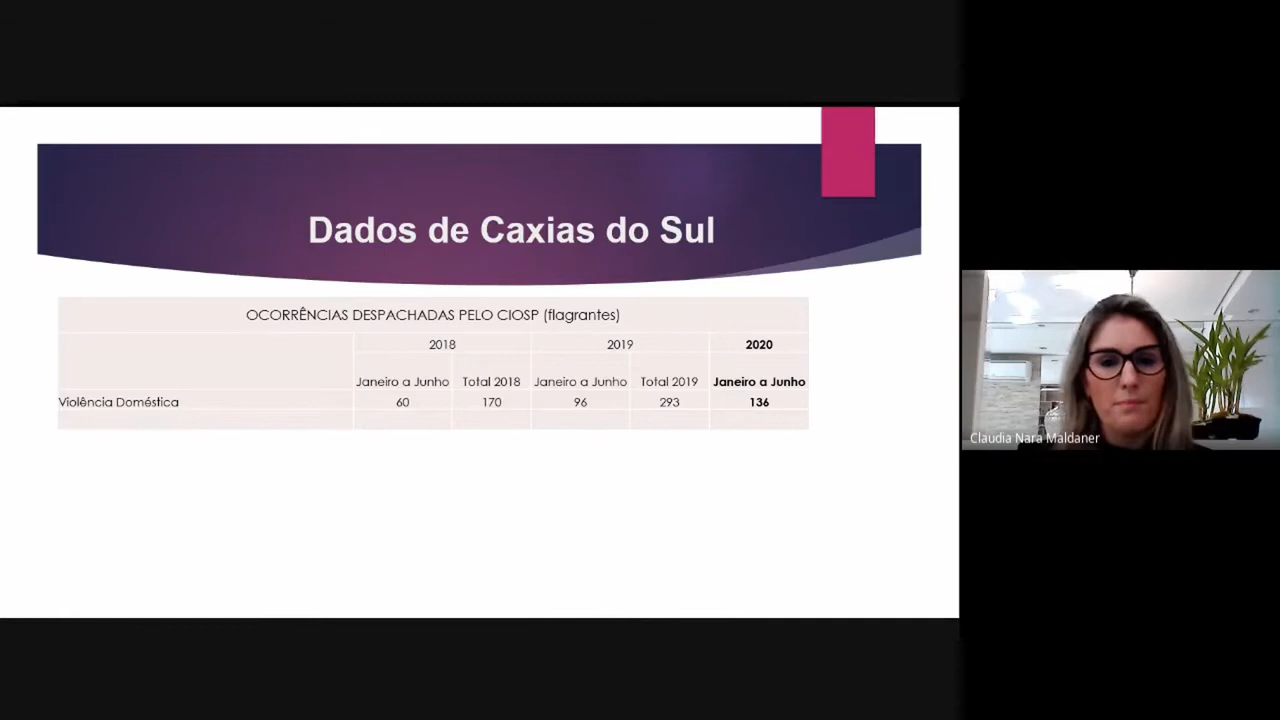 Dados de Caxias do Sul
OCORRÊNCIAS DESPACHADAS PELO CIOSP (flagrantes)
2018 2019 2020
Janeiro a Junho Total 2018 Janeiro a Junho Total 2019 Janeiro a Junho
Violência Doméstica 60 170 96 293 136
Claudia Nara Maldaner